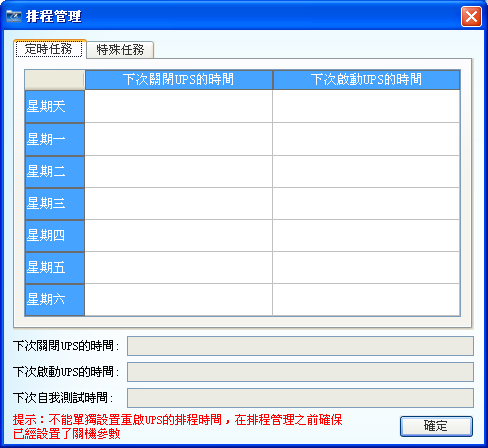 排程管理
定時任務 特殊任務
下次關閉UPS的時間 下次啟動UPS的時間
星期天
星期一
星期二
星期三
星期四
星期五
星期六
下次關閉UPS的時間:
下次啟動UPS的時間:
下次自我測試時間:
提示：不能單獨設置重啟UPS的排程時間，在排程管理之前確保
已經設置了關機參數
確定